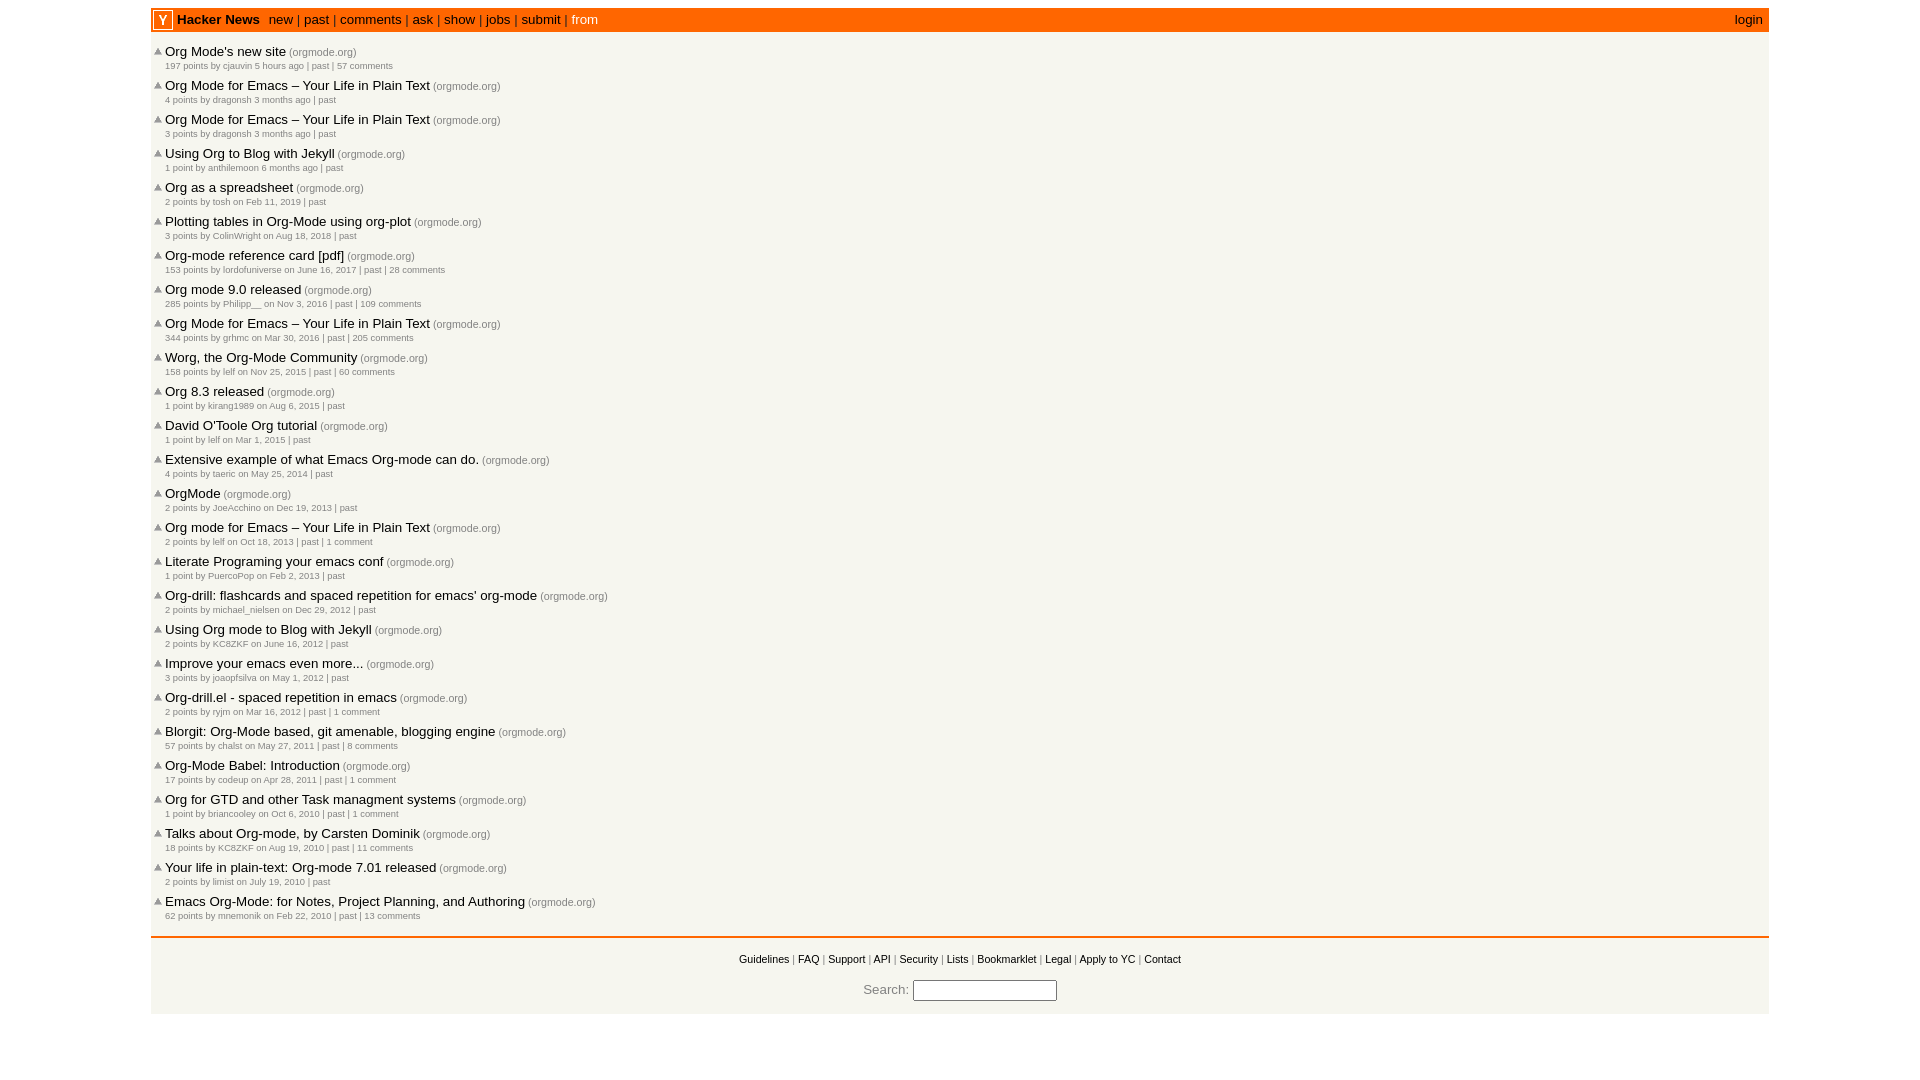 Y Hacker News new | past | comments | ask | show | jobs | submit | from login
Org Mode's new site (orgmode.org)
197 points by cjauvin 5 hours ago | past | 57 comments
Org Mode for Emacs – Your Life in Plain Text (orgmode.org)
4 points by dragonsh 3 months ago | past
Org Mode for Emacs – Your Life in Plain Text (orgmode.org)
3 points by dragonsh 3 months ago | past
Using Org to Blog with Jekyll (orgmode.org)
1 point by anthilemoon 6 months ago | past
Org as a spreadsheet (orgmode.org)
2 points by tosh on Feb 11, 2019 | past
Plotting tables in Org-Mode using org-plot (orgmode.org)
3 points by ColinWright on Aug 18, 2018 | past
Org-mode reference card [pdf] (orgmode.org)
153 points by lordofuniverse on June 16, 2017 | past | 28 comments
Org mode 9.0 released (orgmode.org)
285 points by Philipp__ on Nov 3, 2016 | past | 109 comments
Org Mode for Emacs – Your Life in Plain Text (orgmode.org)
344 points by grhmc on Mar 30, 2016 | past | 205 comments
Worg, the Org-Mode Community (orgmode.org)
158 points by lelf on Nov 25, 2015 | past | 60 comments
Org 8.3 released (orgmode.org)
1 point by kirang1989 on Aug 6, 2015 | past
David O'Toole Org tutorial (orgmode.org)
1 point by lelf on Mar 1, 2015 | past
Extensive example of what Emacs Org-mode can do. (orgmode.org)
4 points by taeric on May 25, 2014 | past
OrgMode (orgmode.org)
2 points by JoeAcchino on Dec 19, 2013 | past
Org mode for Emacs – Your Life in Plain Text (orgmode.org)
2 points by lelf on Oct 18, 2013 | past | 1 comment
Literate Programing your emacs conf (orgmode.org)
1 point by PuercoPop on Feb 2, 2013 | past
Org-drill: flashcards and spaced repetition for emacs' org-mode (orgmode.org)
2 points by michael_nielsen on Dec 29, 2012 | past
Using Org mode to Blog with Jekyll (orgmode.org)
2 points by KC8ZKF on June 16, 2012 | past
Improve your emacs even more... (orgmode.org)
3 points by joaopfsilva on May 1, 2012 | past
Org-drill.el - spaced repetition in emacs (orgmode.org)
2 points by ryjm on Mar 16, 2012 | past | 1 comment
Blorgit: Org-Mode based, git amenable, blogging engine (orgmode.org)
57 points by chalst on May 27, 2011 | past | 8 comments
Org-Mode Babel: Introduction (orgmode.org)
17 points by codeup on Apr 28, 2011 | past | 1 comment
Org for GTD and other Task managment systems (orgmode.org)
1 point by briancooley on Oct 6, 2010 | past | 1 comment
Talks about Org-mode, by Carsten Dominik (orgmode.org)
18 points by KC8ZKF on Aug 19, 2010 | past | 11 comments
Your life in plain-text: Org-mode 7.01 released (orgmode.org)
2 points by limist on July 19, 2010 | past
Emacs Org-Mode: for Notes, Project Planning, and Authoring (orgmode.org)
62 points by mnemonik on Feb 22, 2010 | past | 13 comments
Guidelines | FAQ | Support | API | Security | Lists | Bookmarklet | Legal | Apply to YC | Contact
Search: